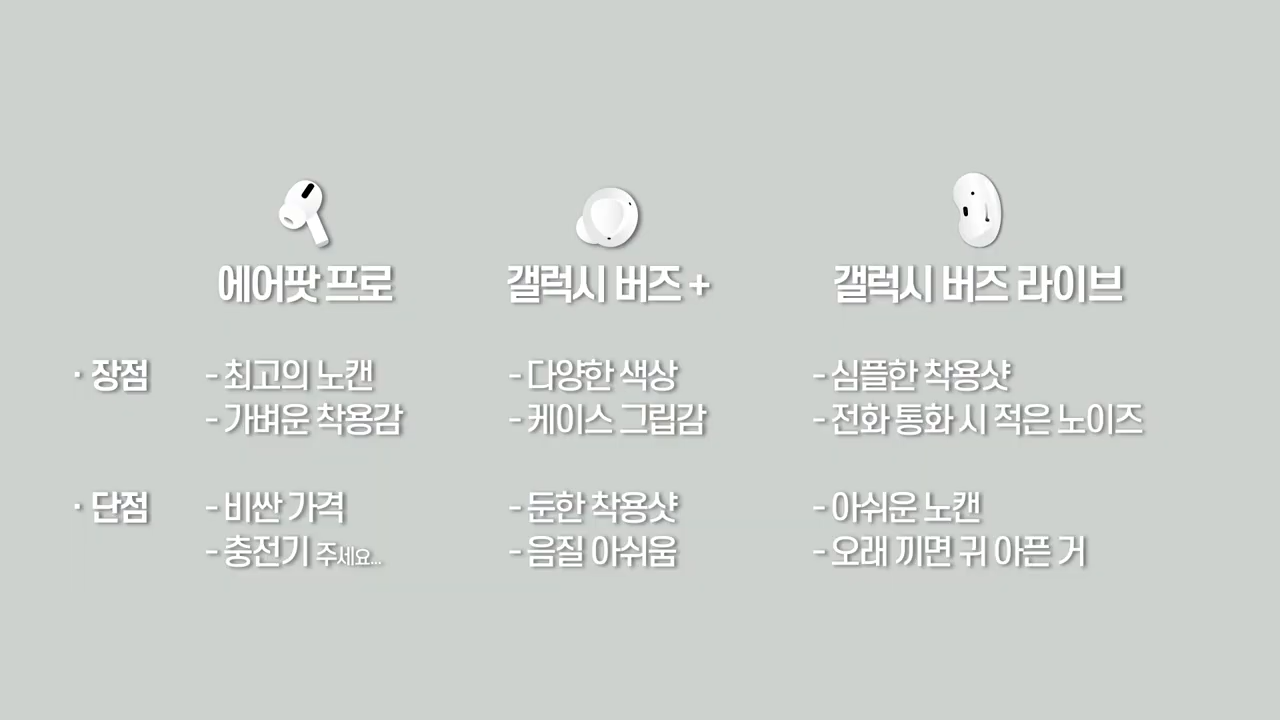 에어팟 프로
갤럭시 버즈 +
갤럭시 버즈 라이브
· 장점
- 최고의 노캔
- 가벼운 착용감
- 다양한 색상
- 케이스 그립감
- 심플한 착용샷
- 전화 통화 시 적은 노이즈
· 단점
- 비싼 가격
- 충전기 주세요...
- 둔한 착용샷
- 음질 아쉬움
- 아쉬운 노캔
- 오래 끼면 귀 아픈 거